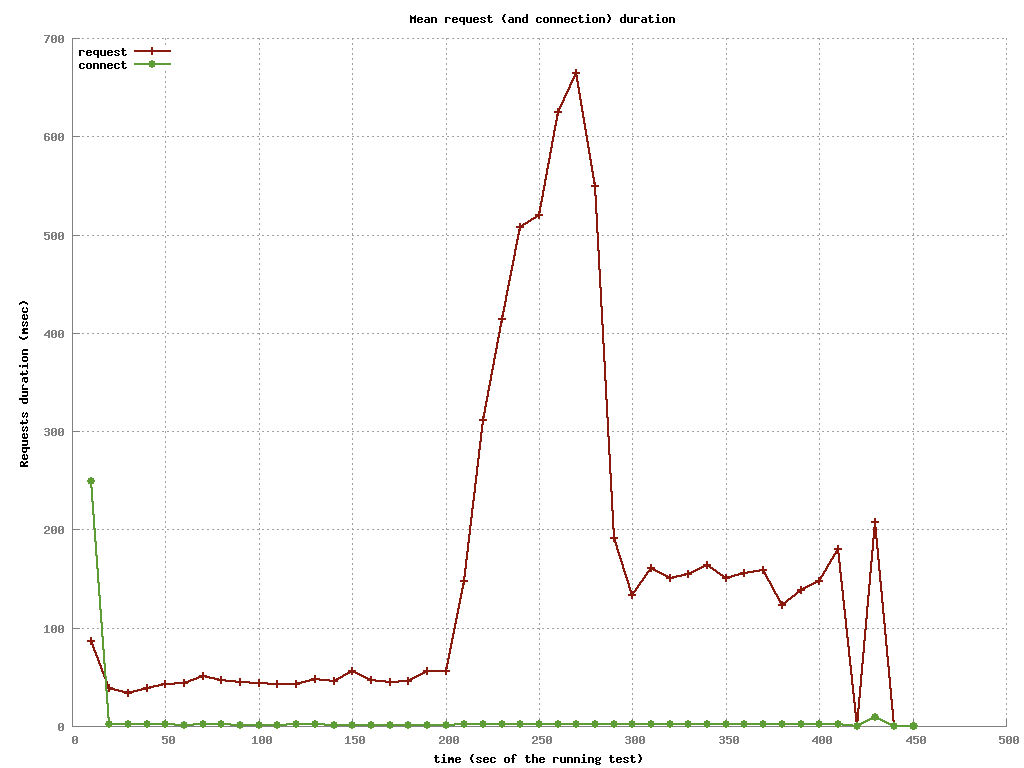 Mean request (and connection) duration
700
request
connect
600
500
400
300
200
100
0
Requests duration (msec)
0 50 100 150 200 250 300 350 400 450 500
time (sec of the running test)